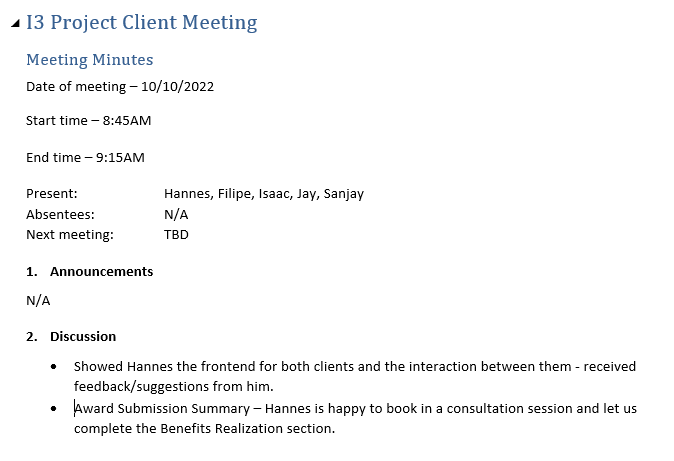 I3 Project Client Meeting
Meeting Minutes
Date of meeting – 10/10/2022
Start time – 8:45AM
End time – 9:15AM
Present: Hannes, Filipe, Isaac, Jay, Sanjay
Absentees: N/A
Next meeting: TBD
1. Announcements
N/A
2. Discussion
• Showed Hannes the frontend for both clients and the interaction between them - received
feedback/suggestions from him.
• Award Submission Summary – Hannes is happy to book in a consultation session and let us
complete the Benefits Realization section.